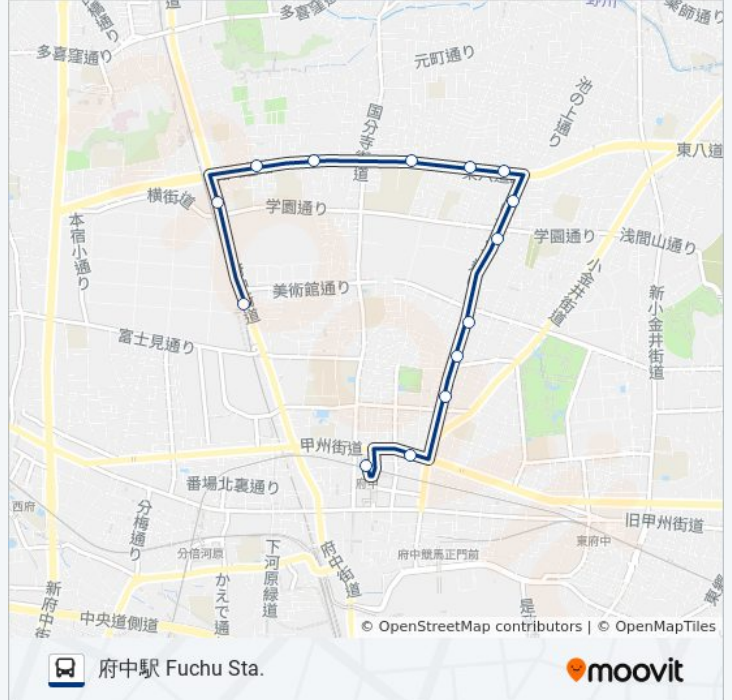 多喜窪通り
多喜窪
薬師通り
野川
元町通り
池の上通り
国分寺街道
東八道
横街道
学園通り
学園通り
浅間山通り
本宿小通り
小金井街道
美術館通り
新小金井街道
富士見通り
甲州街道
番場北裏通り
府中
西府
分梅通り
旧甲州街道
東府中
分倍河原
下河原緑道
府中街道
府中競馬正門前
新府中街
かえで通
中央道側道
是
© OpenStreetMap contributors | © OpenMapTiles
府中駅 Fuchu Sta.
moovit